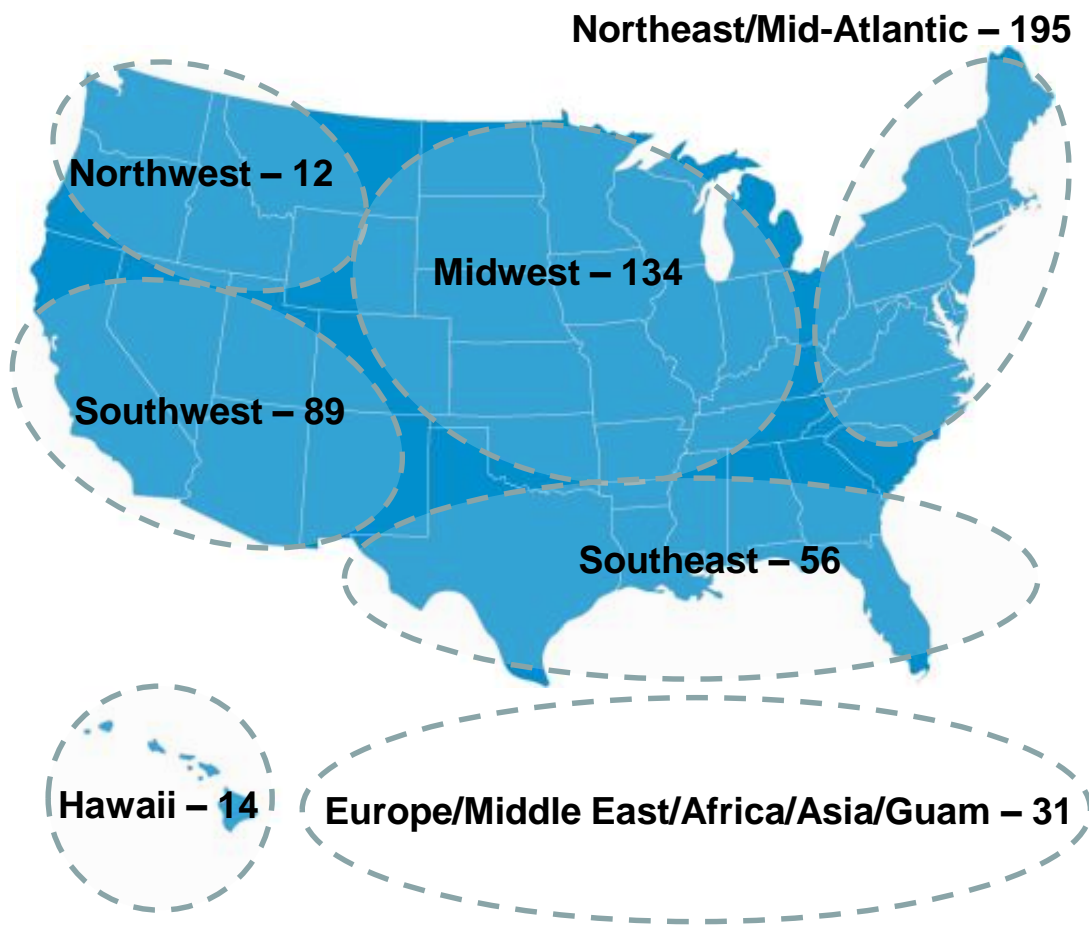 Northeast/Mid-Atlantic – 195
Northwest – 12
Midwest – 134
Southwest – 89
Southeast – 56
Hawaii – 14
Europe/Middle East/Africa/Asia/Guam – 31